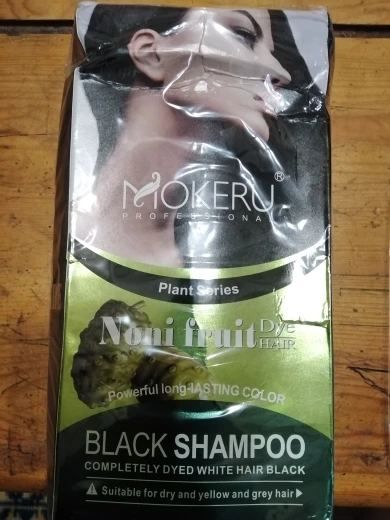 MOKERU ®
PROFESSIONA
Plant Series
Noni fruit Dye
HAIR
Powerful long-LASTING COLOR
BLACK SHAMPOO
COMPLETELY DYED WHITE HAIR BLACK
Suitable for dry and yellow and grey hair